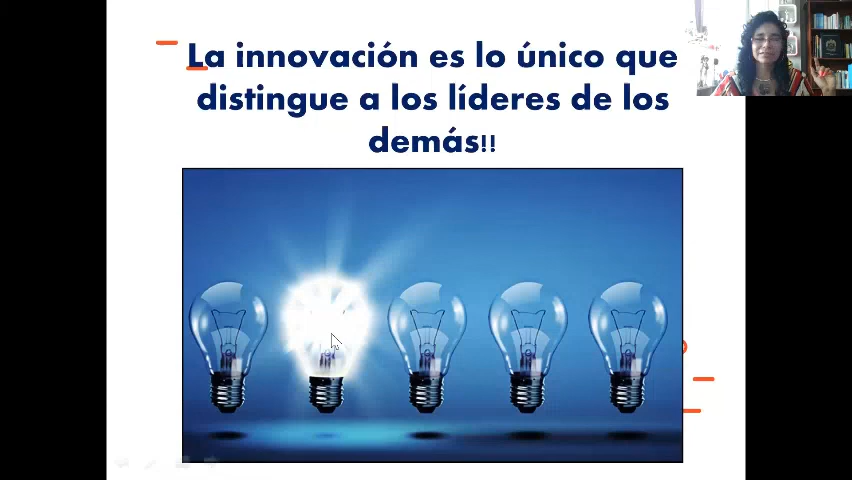 La innovación es lo único que
distingue a los líderes de los
demás!!